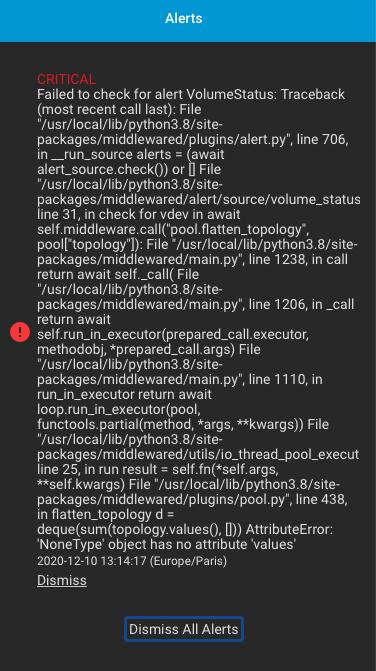 Alerts
CRITICAL
Failed to check for alert VolumeStatus: Traceback
(most recent call last): File
"/usr/local/lib/python3.8/site-
packages/middlewared/plugins/alert.py", line 706,
in __run_source alerts = (await
alert_source.check()) or [] File
"/usr/local/lib/python3.8/site-
packages/middlewared/alert/source/volume_status
line 31, in check for vdev in await
self.middleware.call("pool.flatten_topology",
pool["topology"]): File "/usr/local/lib/python3.8/site-
packages/middlewared/main.py", line 1238, in call
return await self._call( File
"/usr/local/lib/python3.8/site-
packages/middlewared/main.py", line 1206, in _call
return await
self.run_in_executor(prepared_call.executor,
methodobj, *prepared_call.args) File
"/usr/local/lib/python3.8/site-
packages/middlewared/main.py", line 1110, in
run_in_executor return await
loop.run_in_executor(pool,
functools.partial(method, *args, **kwargs)) File
"/usr/local/lib/python3.8/site-
packages/middlewared/utils/io_thread_pool_execut
line 25, in run result = self.fn(*self.args,
**self.kwargs) File "/usr/local/lib/python3.8/site-
packages/middlewared/plugins/pool.py", line 438,
in flatten_topology d =
deque(sum(topology.values(), [])) AttributeError:
'NoneType' object has no attribute 'values'
2020-12-10 13:14:17 (Europe/Paris)
Dismiss
Dismiss All Alerts